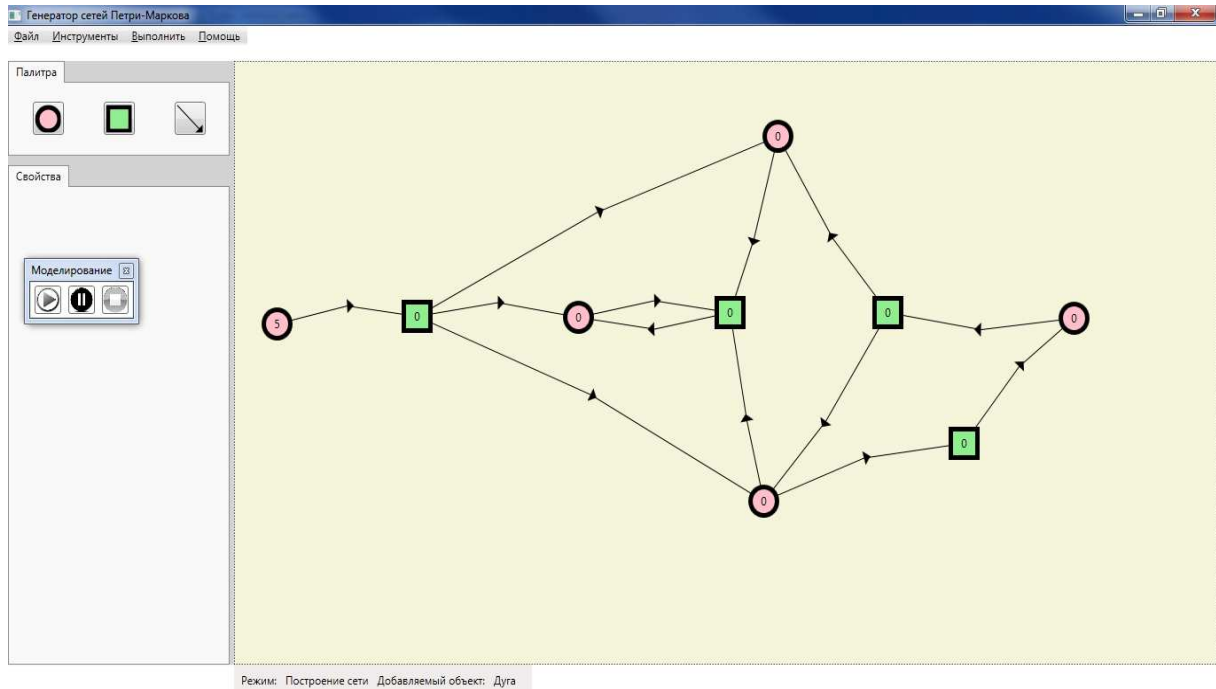 Генератор сетей Петри-Маркова
Файл Инструменты Выполнить Помощь
Палитра
Свойства
Моделирование
0
5
0
0
0
0
0
0
0
Режим: Построение сети Добавляемый объект: Дуга